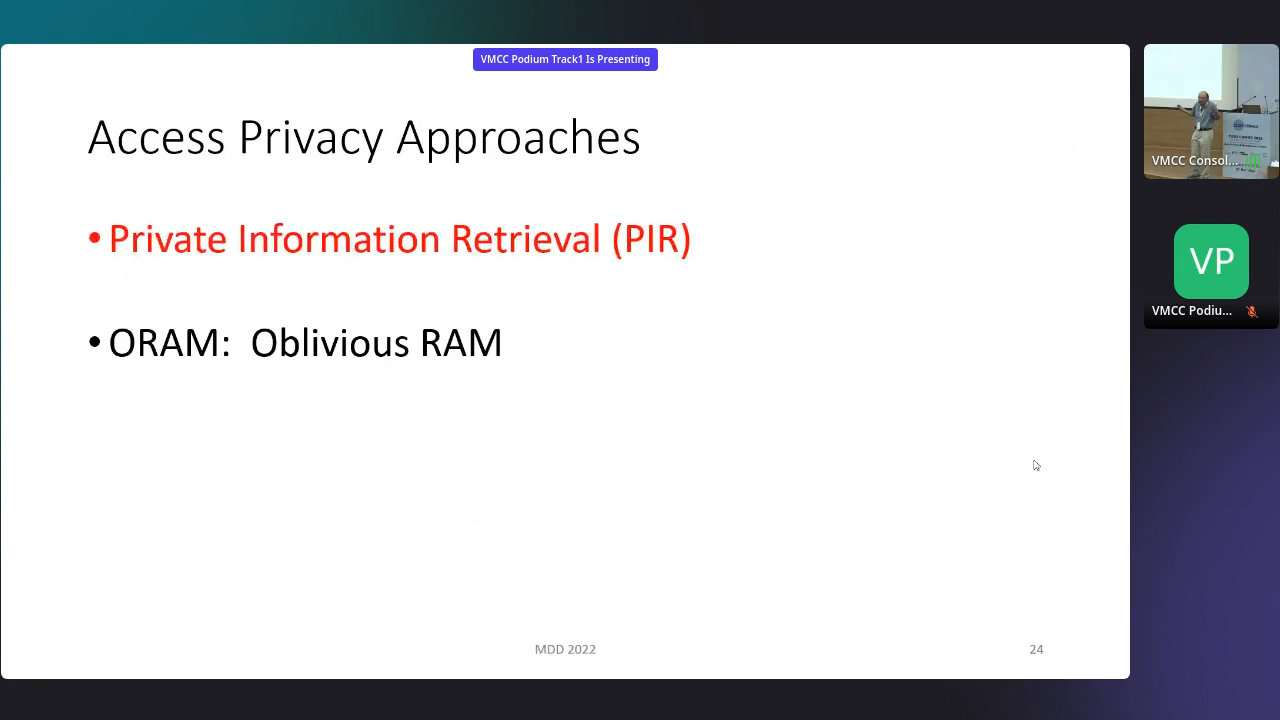 VMCC Podium Track1 Is Presenting
Access Privacy Approaches
• Private Information Retrieval (PIR)
• ORAM: Oblivious RAM
MDD 2022
24
VMCC Consol...
VP
VMCC Podiu...